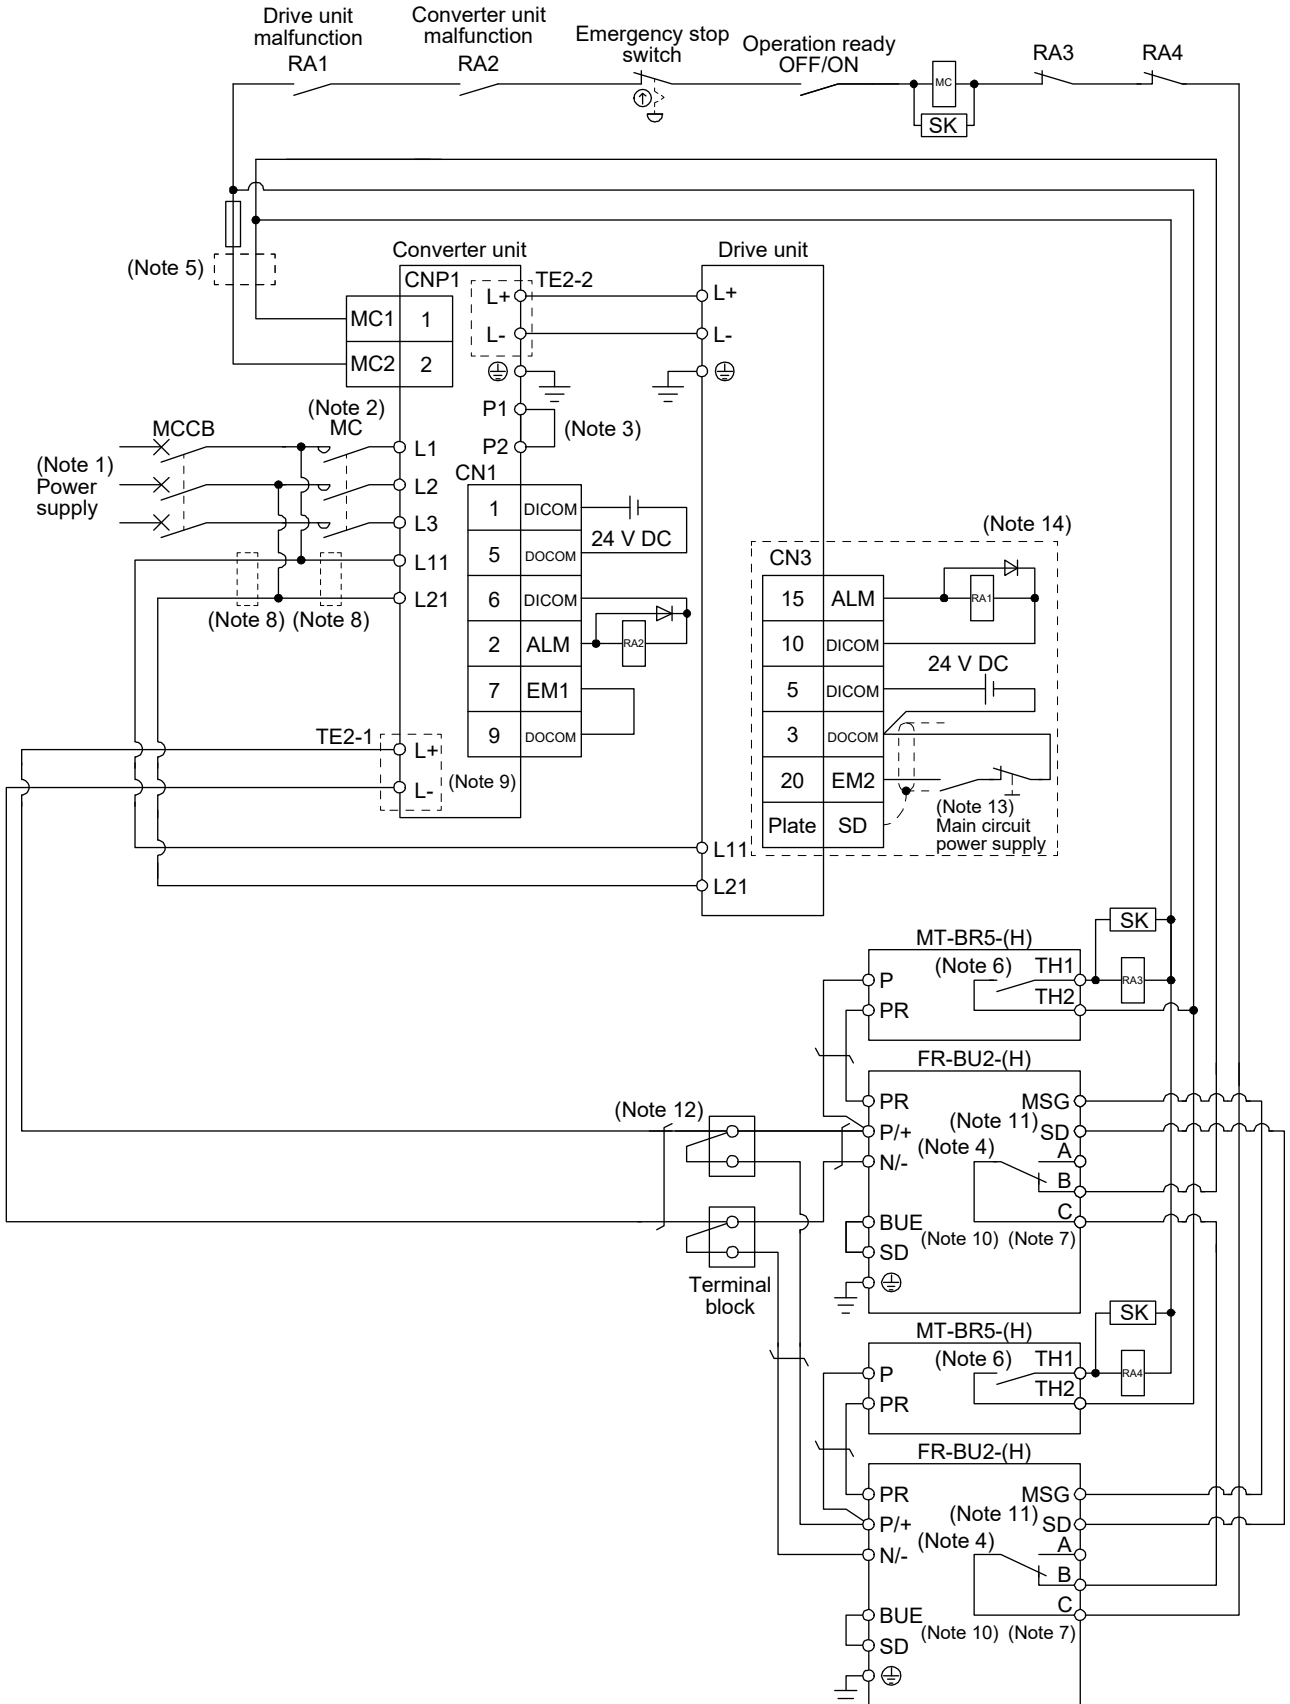 Drive unit
malfunction
RA1
Converter unit
malfunction
RA2
Emergency stop
switch
Operation ready
OFF/ON
MC
SK
RA3
RA4
(Note 5)
Converter unit
CNP1
MC1 1
MC2 2
L+
TE2-2
L-
Drive unit
L+
L-
P1
P2
(Note 3)
(Note 2)
MC
MCCB
(Note 1)
Power
supply
L1
L2
L3
L11
L21
(Note 8) (Note 8)
CN1
1 DICOM
5 DOCOM
24 V DC
6 DICOM
2 ALM
RA2
7 EM1
9 DOCOM
TE2-1
L+
L-
(Note 9)
(Note 14)
CN3
15 ALM
RA1
10 DICOM
24 V DC
5 DICOM
3 DOCOM
20 EM2
Plate SD
(Note 13)
Main circuit
power supply
L11
L21
SK
MT-BR5-(H)
P
(Note 6)
TH1
RA3
PR
TH2
FR-BU2-(H)
PR
MSG
(Note 11)
P/+
SD
(Note 4)
A
N/-
B
C
BUE
(Note 10) (Note 7)
SD
(Note 12)
Terminal
block
SK
MT-BR5-(H)
P
(Note 6)
TH1
RA4
PR
TH2
FR-BU2-(H)
PR
MSG
(Note 11)
P/+
SD
(Note 4)
A
N/-
B
C
BUE
(Note 10) (Note 7)
SD